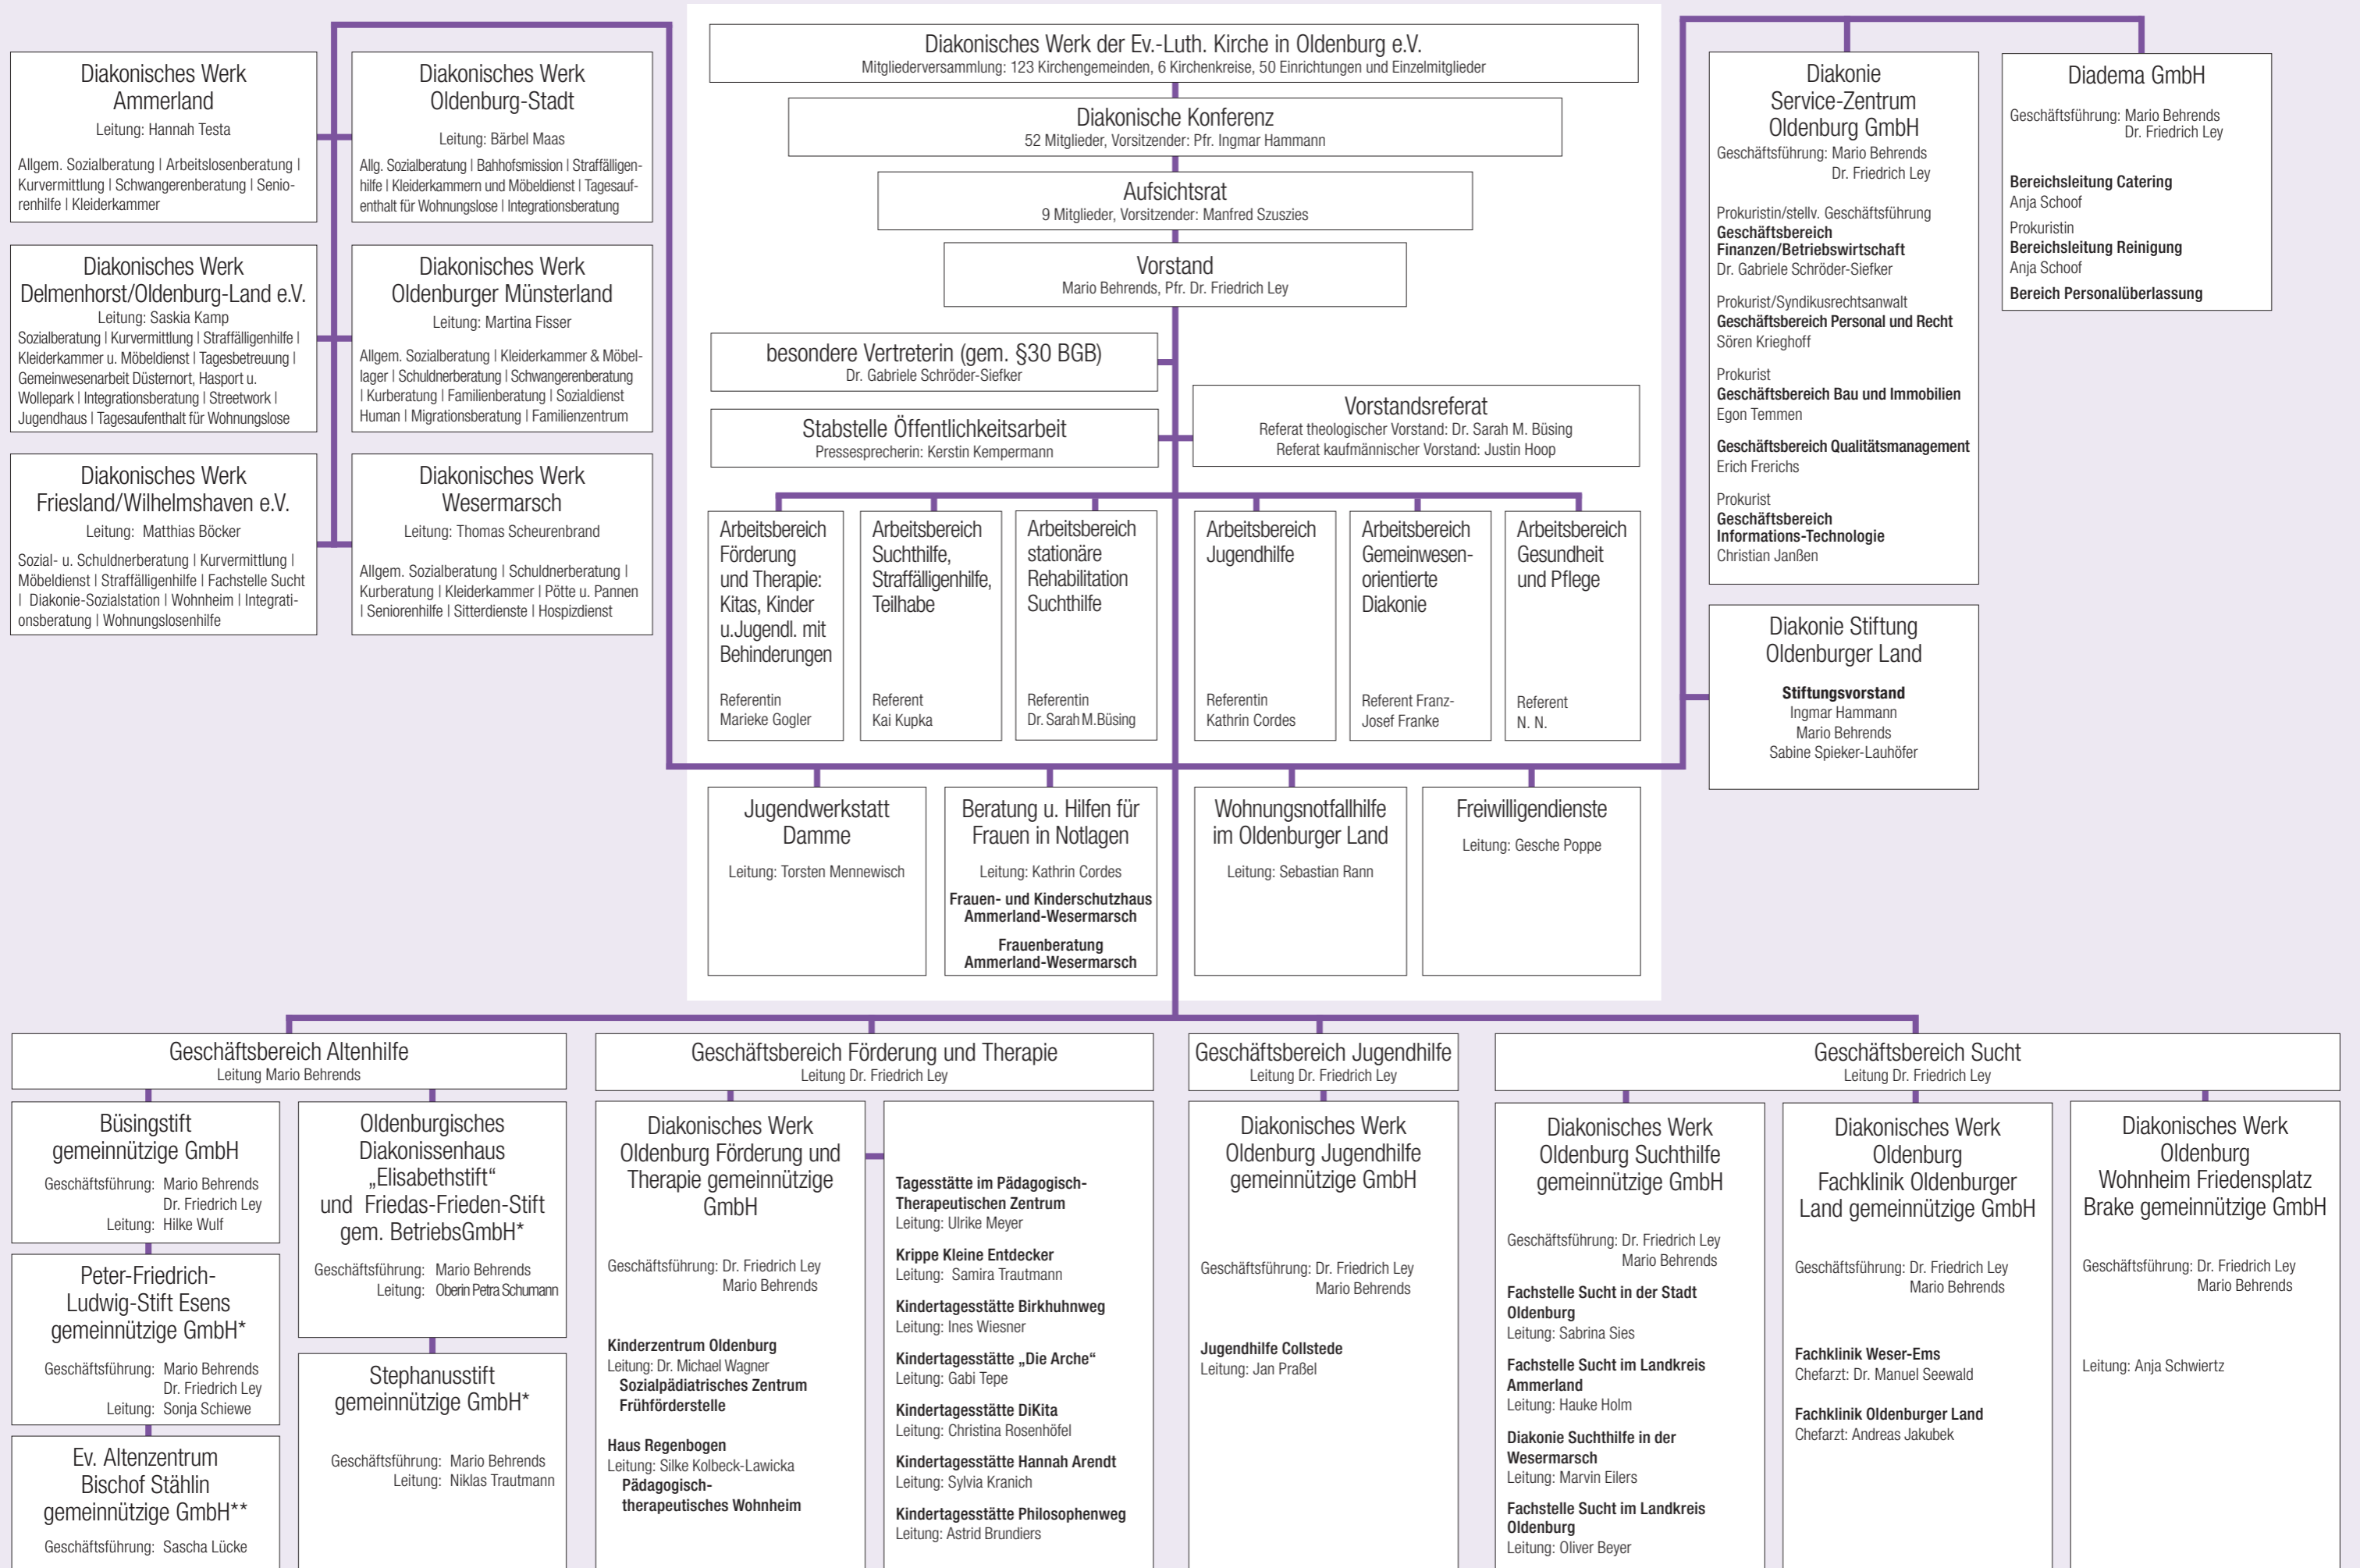 Diakonisches Werk der Ev.-Luth. Kirche in Oldenburg e.V.
Mitgliederversammlung: 123 Kirchengemeinden, 6 Kirchenkreise, 50 Einrichtungen und Einzelmitglieder
Diakonische Konferenz
52 Mitglieder, Vorsitzender: Pfr. Ingmar Hammann
Aufsichtsrat
9 Mitglieder, Vorsitzender: Manfred Szuszies
Vorstand
Mario Behrends, Pfr. Dr. Friedrich Ley
besondere Vertreterin (gem. §30 BGB)
Dr. Gabriele Schröder-Siefker
Stabstelle Öffentlichkeitsarbeit
Pressesprecherin: Kerstin Kempermann
Vorstandsreferat
Referat theologischer Vorstand: Dr. Sarah M. Büsing
Referat kaufmännischer Vorstand: Justin Hoop
Diakonisches Werk
Ammerland
Leitung: Hannah Testa
Allgem. Sozialberatung | Arbeitslosenberatung |
Kurvermittlung | Schwangerenberatung | Senio-
renhilfe | Kleiderkammer
Diakonisches Werk
Oldenburg-Stadt
Leitung: Bärbel Maas
Allg. Sozialberatung | Bahhofsmission | Straffälligen-
hilfe | Kleiderkammern und Möbeldienst | Tagesauf-
enthalt für Wohnungslose | Integrationsberatung
Diakonisches Werk
Delmenhorst/Oldenburg-Land e.V.
Leitung: Saskia Kamp
Sozialberatung | Kurvermittlung | Straffälligenhilfe |
Kleiderkammer u. Möbeldienst | Tagesbetreuung |
Gemeinwesenarbeit Düsternort, Hasport u.
Wollepark | Integrationsberatung | Streetwork |
Jugendhaus | Tagesaufenthalt für Wohnungslose
Diakonisches Werk
Oldenburger Münsterland
Leitung: Martina Fisser
Allgem. Sozialberatung | Kleiderkammer & Möbel-
lager | Schuldnerberatung | Schwangerenberatung
| Kurberatung | Familienberatung | Sozialdienst
Human | Migrationsberatung | Familienzentrum
Diakonisches Werk
Friesland/Wilhelmshaven e.V.
Leitung: Matthias Böcker
Sozial- u. Schuldnerberatung | Kurvermittlung |
Möbeldienst | Straffälligenhilfe | Fachstelle Sucht
| Diakonie-Sozialstation | Wohnheim | Integrati-
onsberatung | Wohnungslosenhilfe
Diakonisches Werk
Wesermarsch
Leitung: Thomas Scheurenbrand
Allgem. Sozialberatung | Schuldnerberatung |
Kurberatung | Kleiderkammer | Pötte u. Pannen
| Seniorenhilfe | Sitterdienste | Hospizdienst
Diakonie
Service-Zentrum
Oldenburg GmbH
Geschäftsführung: Mario Behrends
Dr. Friedrich Ley
Prokuristin/stellv. Geschäftsführung
Geschäftsbereich
Finanzen/Betriebswirtschaft
Dr. Gabriele Schröder-Siefker
Prokurist/Syndikusrechtsanwalt
Geschäftsbereich Personal und Recht
Sören Krieghoff
Prokurist
Geschäftsbereich Bau und Immobilien
Egon Temmen
Geschäftsbereich Qualitätsmanagement
Erich Frerichs
Prokurist
Geschäftsbereich
Informations-Technologie
Christian Janßen
Diadema GmbH
Geschäftsführung: Mario Behrends
Dr. Friedrich Ley
Bereichsleitung Catering
Anja Schoof
Prokuristin
Bereichsleitung Reinigung
Anja Schoof
Bereich Personalüberlassung
Diakonie Stiftung
Oldenburger Land
Stiftungsvorstand
Ingmar Hammann
Mario Behrends
Sabine Spieker-Lauhöfer
Arbeitsbereich
Förderung
und Therapie:
Kitas, Kinder
u.Jugendl. mit
Behinderungen
Referentin
Marieke Gogler
Arbeitsbereich
Suchthilfe,
Straffälligenhilfe,
Teilhabe
Referent
Kai Kupka
Arbeitsbereich
stationäre
Rehabilitation
Suchthilfe
Referentin
Dr. Sarah M.Büsing
Arbeitsbereich
Jugendhilfe
Referentin
Kathrin Cordes
Arbeitsbereich
Gemeinwesen-
orientierte
Diakonie
Referent Franz-
Josef Franke
Arbeitsbereich
Gesundheit
und Pflege
Referent
N. N.
Jugendwerkstatt
Damme
Leitung: Torsten Mennewisch
Beratung u. Hilfen für
Frauen in Notlagen
Leitung: Kathrin Cordes
Frauen- und Kinderschutzhaus
Ammerland-Wesermarsch
Frauenberatung
Ammerland-Wesermarsch
Wohnungsnotfallhilfe
im Oldenburger Land
Leitung: Sebastian Rann
Freiwilligendienste
Leitung: Gesche Poppe
Geschäftsbereich Altenhilfe
Leitung Mario Behrends
Büsingstift
gemeinnützige GmbH
Geschäftsführung: Mario Behrends
Dr. Friedrich Ley
Leitung: Hilke Wulf
Peter-Friedrich-
Ludwig-Stift Esens
gemeinnützige GmbH*
Geschäftsführung: Mario Behrends
Dr. Friedrich Ley
Leitung: Sonja Schiewe
Ev. Altenzentrum
Bischof Stählin
gemeinnützige GmbH**
Geschäftsführung: Sascha Lücke
Oldenburgisches
Diakonissenhaus
„Elisabethstift“
und Friedas-Frieden-Stift
gem. BetriebsGmbH*
Geschäftsführung: Mario Behrends
Leitung: Oberin Petra Schumann
Stephanusstift
gemeinnützige GmbH*
Geschäftsführung: Mario Behrends
Leitung: Niklas Trautmann
Geschäftsbereich Förderung und Therapie
Leitung Dr. Friedrich Ley
Diakonisches Werk
Oldenburg Förderung und
Therapie gemeinnützige
GmbH
Geschäftsführung: Dr. Friedrich Ley
Mario Behrends
Kinderzentrum Oldenburg
Leitung: Dr. Michael Wagner
Sozialpädiatrisches Zentrum
Frühförderstelle
Haus Regenbogen
Leitung: Silke Kolbeck-Lawicka
Pädagogisch-
therapeutisches Wohnheim
Tagesstätte im Pädagogisch-
Therapeutischen Zentrum
Leitung: Ulrike Meyer
Krippe Kleine Entdecker
Leitung: Samira Trautmann
Kindertagesstätte Birkhuhnweg
Leitung: Ines Wiesner
Kindertagesstätte „Die Arche“
Leitung: Gabi Tepe
Kindertagesstätte DiKita
Leitung: Christina Rosenhöfel
Kindertagesstätte Hannah Arendt
Leitung: Sylvia Kranich
Kindertagesstätte Philosophenweg
Leitung: Astrid Brundiers
Geschäftsbereich Jugendhilfe
Leitung Dr. Friedrich Ley
Diakonisches Werk
Oldenburg Jugendhilfe
gemeinnützige GmbH
Geschäftsführung: Dr. Friedrich Ley
Mario Behrends
Jugendhilfe Collstede
Leitung: Jan Praßel
Geschäftsbereich Sucht
Leitung Dr. Friedrich Ley
Diakonisches Werk
Oldenburg Suchthilfe
gemeinnützige GmbH
Geschäftsführung: Dr. Friedrich Ley
Mario Behrends
Fachstelle Sucht in der Stadt
Oldenburg
Leitung: Sabrina Sies
Fachstelle Sucht im Landkreis
Ammerland
Leitung: Hauke Holm
Diakonie Suchthilfe in der
Wesermarsch
Leitung: Marvin Eilers
Fachstelle Sucht im Landkreis
Oldenburg
Leitung: Oliver Beyer
Diakonisches Werk
Oldenburg
Fachklinik Oldenburger
Land gemeinnützige GmbH
Geschäftsführung: Dr. Friedrich Ley
Mario Behrends
Fachklinik Weser-Ems
Chefarzt: Dr. Manuel Seewald
Fachklinik Oldenburger Land
Chefarzt: Andreas Jakubek
Diakonisches Werk
Oldenburg
Wohnheim Friedensplatz
Brake gemeinnützige GmbH
Geschäftsführung: Dr. Friedrich Ley
Mario Behrends
Leitung: Anja Schwiertz